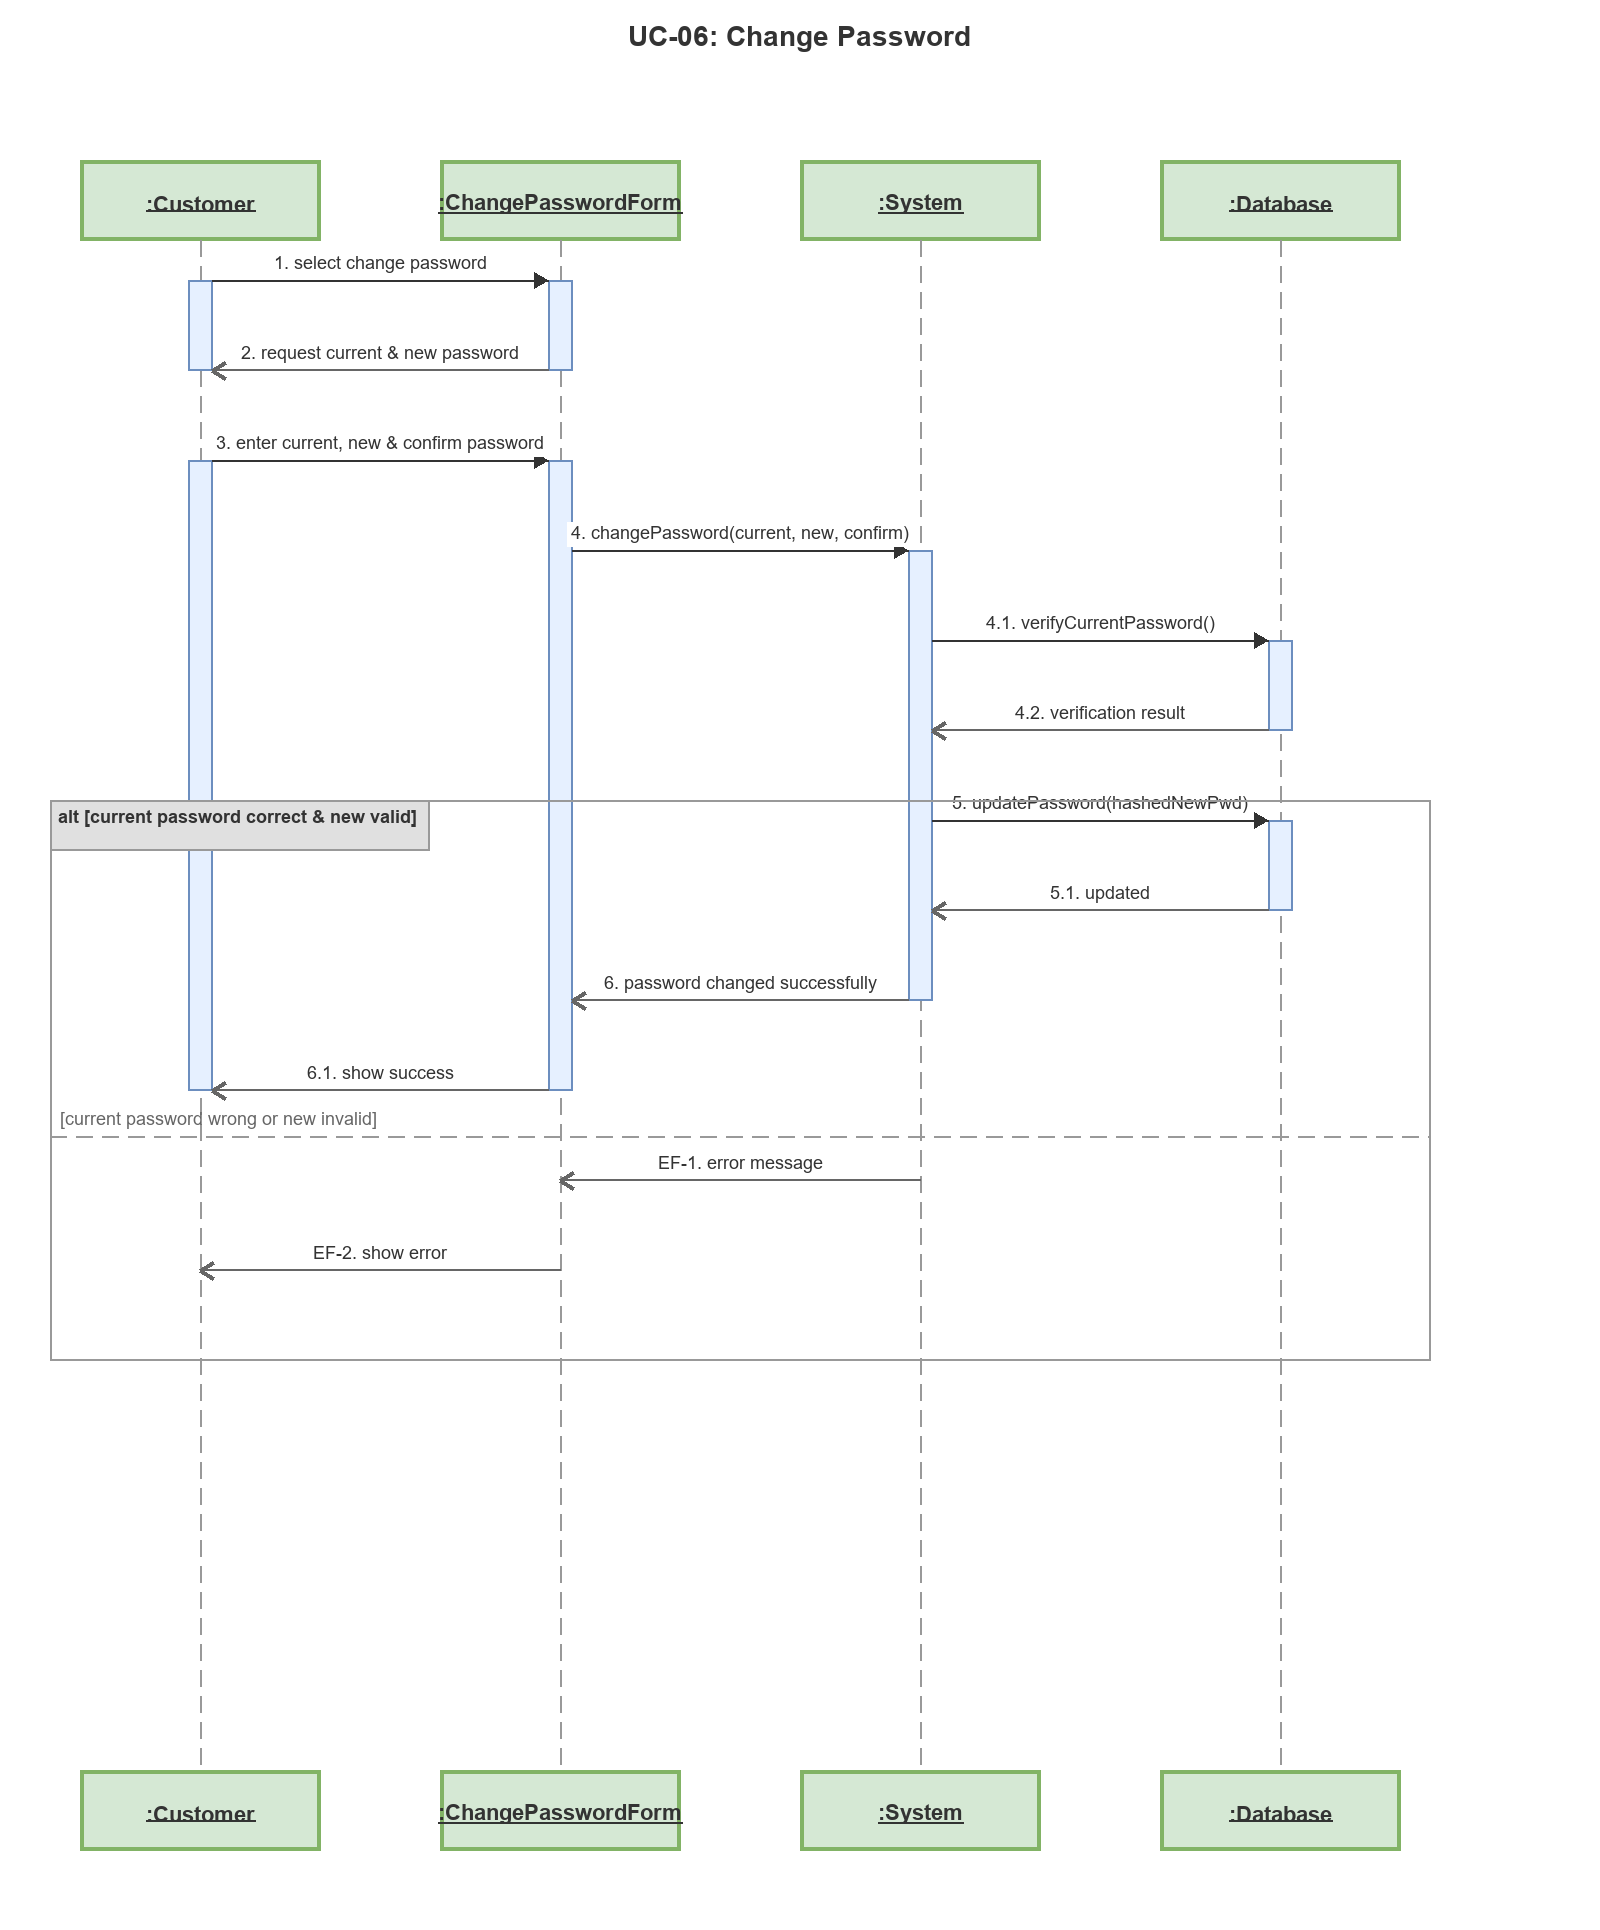 UC-06: Change Password
:Customer
:ChangePasswordForm
:System
:Database
1. select change password
2. request current & new password
3. enter current, new & confirm password
4. changePassword(current, new, confirm)
4.1. verifyCurrentPassword()
4.2. verification result
alt [current password correct & new valid]
5. updatePassword(hashedNewPwd)
5.1. updated
6. password changed successfully
6.1. show success
[current password wrong or new invalid]
EF-1. error message
EF-2. show error
:Customer
:ChangePasswordForm
:System
:Database